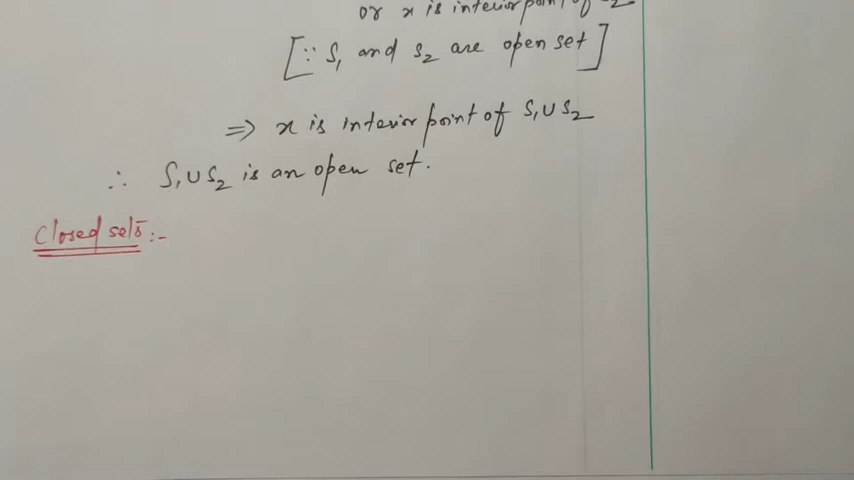 or x is interior point of S2
[∵ S1 and S2 are open set]
⇒ x is interior point of S1 ∪ S2
∴ S1 ∪ S2 is an open set.
Closed sets:-